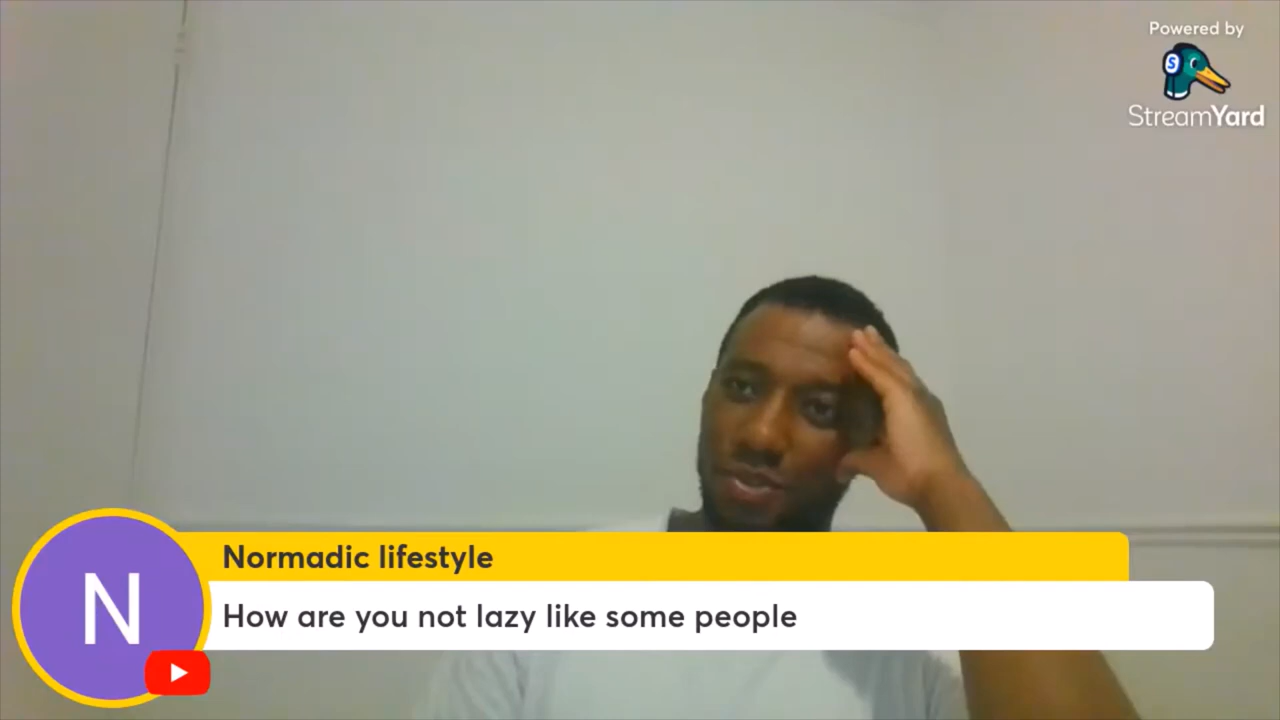 Powered by
S
StreamYard
N
Normadic lifestyle
How are you not lazy like some people